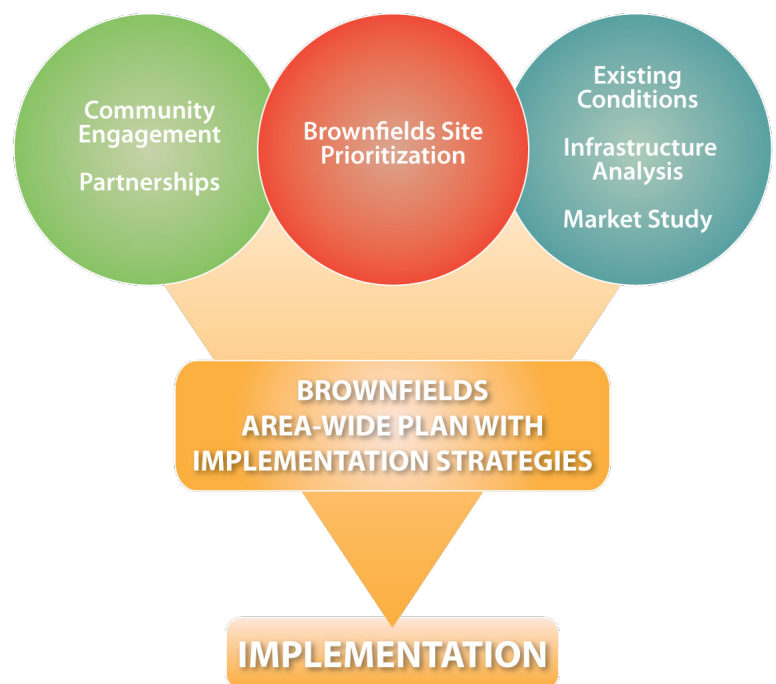 Community
Engagement
Partnerships
Brownfields Site
Prioritization
Existing
Conditions
Infrastructure
Analysis
Market Study
BROWNFIELDS
AREA-WIDE PLAN WITH
IMPLEMENTATION STRATEGIES
IMPLEMENTATION